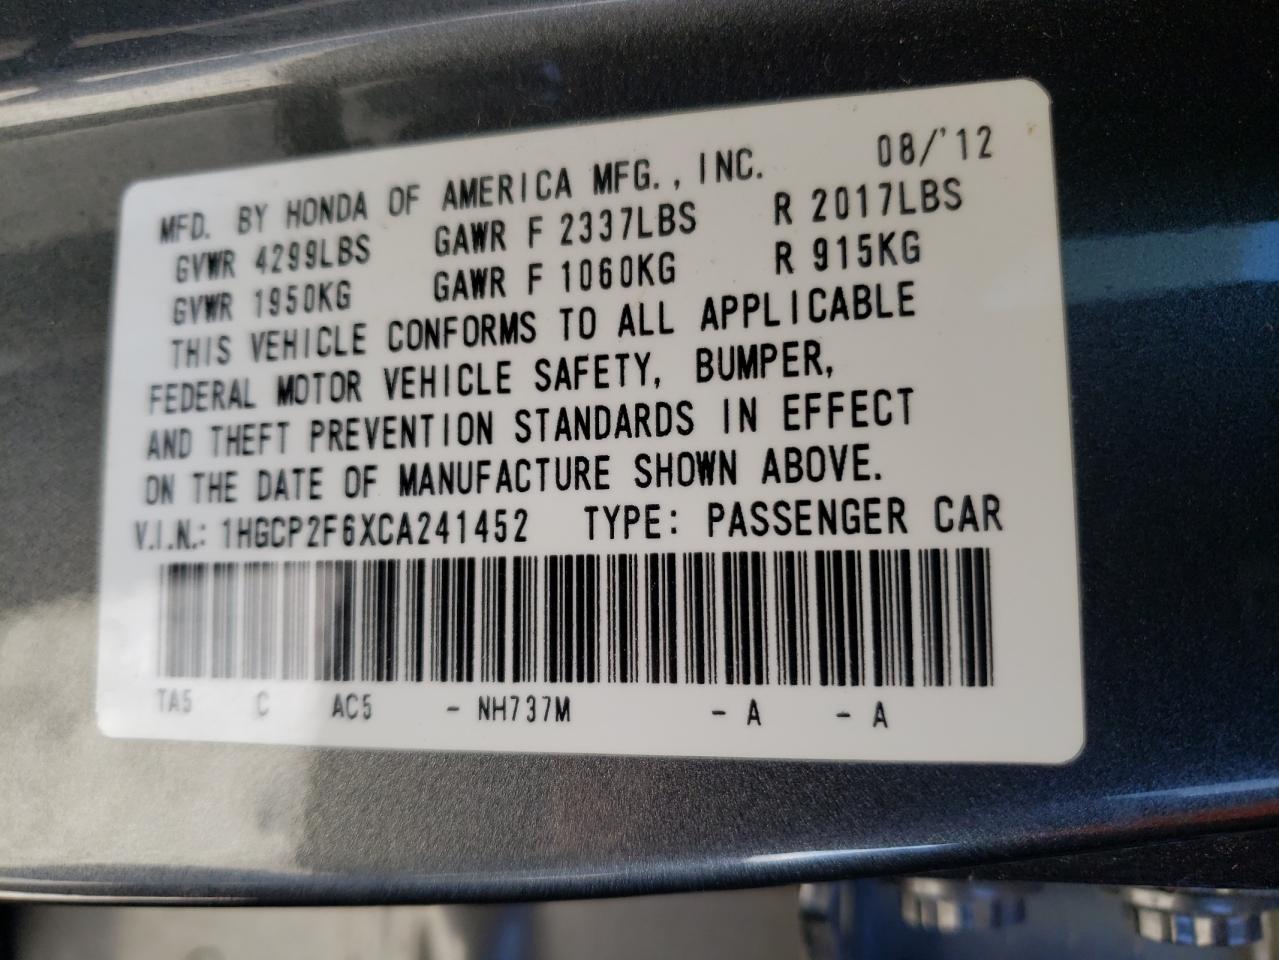 MFD. BY HONDA OF AMERICA MFG., INC. 08/'12
GVWR 4299LBS GAWR F 2337LBS R 2017LBS
GVWR 1950KG GAWR F 1060KG R 915KG
THIS VEHICLE CONFORMS TO ALL APPLICABLE
FEDERAL MOTOR VEHICLE SAFETY, BUMPER,
AND THEFT PREVENTION STANDARDS IN EFFECT
ON THE DATE OF MANUFACTURE SHOWN ABOVE.
V.I.N.: 1HGCP2F6XCA241452 TYPE: PASSENGER CAR
TA5 C AC5 - NH737M - A - A